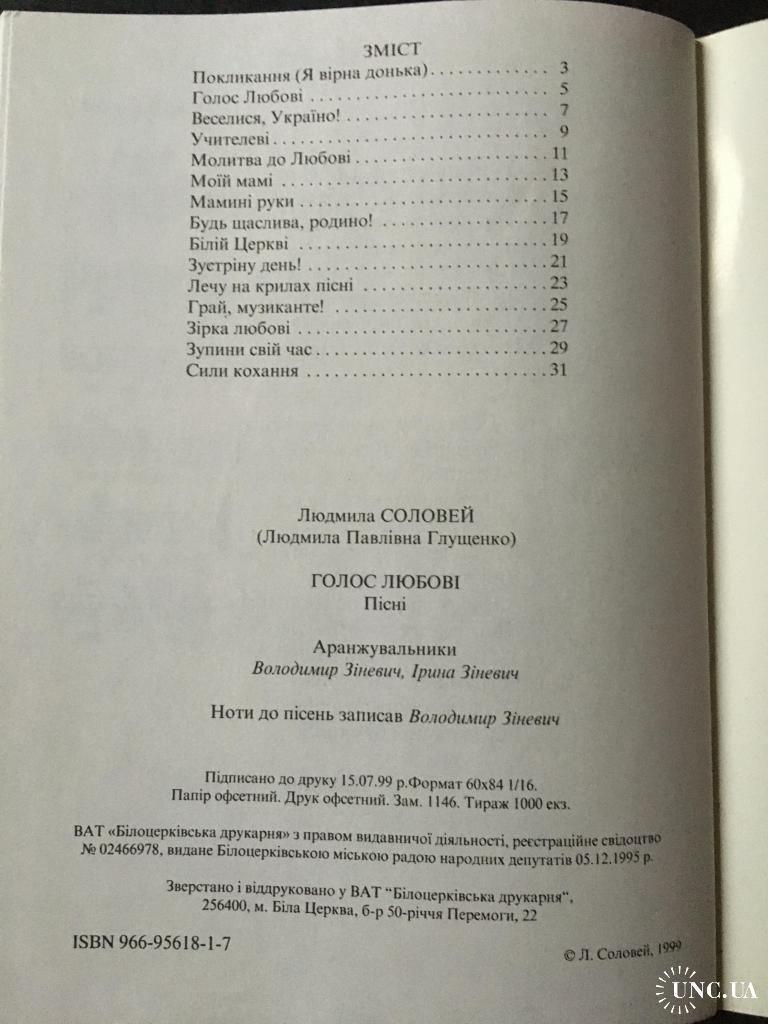 ЗМІСТ
Покликання (Я вірна донька). . . . . . . . . . . . . 3
Голос Любові . . . . . . . . . . . . . . . . . . . . . . . . . 5
Веселися, Україно! . . . . . . . . . . . . . . . . . . . . . 7
Учителеві . . . . . . . . . . . . . . . . . . . . . . . . . . . . 9
Молитва до Любові . . . . . . . . . . . . . . . . . . . . 11
Моїй мамі . . . . . . . . . . . . . . . . . . . . . . . . . . . 13
Мамині руки . . . . . . . . . . . . . . . . . . . . . . . . . 15
Будь щаслива, родино! . . . . . . . . . . . . . . . . . 17
Білій Церкві . . . . . . . . . . . . . . . . . . . . . . . . . 19
Зустріну день! . . . . . . . . . . . . . . . . . . . . . . . . 21
Лечу на крилах пісні . . . . . . . . . . . . . . . . . . . 23
Грай, музиканте! . . . . . . . . . . . . . . . . . . . . . . 25
Зірка любові . . . . . . . . . . . . . . . . . . . . . . . . . 27
Зупини свій час . . . . . . . . . . . . . . . . . . . . . . . 29
Сили кохання . . . . . . . . . . . . . . . . . . . . . . . . 31
Людмила СОЛОВЕЙ
(Людмила Павлівна Глущенко)
ГОЛОС ЛЮБОВІ
Пісні
Аранжувальники
Володимир Зіневич, Ірина Зіневич
Ноти до пісень записав Володимир Зіневич
Підписано до друку 15.07.99 р.Формат 60х84 1/16.
Папір офсетний. Друк офсетний. Зам. 1146. Тираж 1000 екз.
ВАТ «Білоцерківська друкарня» з правом видавничої діяльності, реєстраційне свідоцтво
№ 02466978, видане Білоцерківською міською радою народних депутатів 05.12.1995 р.
Зверстано і віддруковано у ВАТ “Білоцерківська друкарня“,
256400, м. Біла Церква, б-р 50-річчя Перемоги, 22
ISBN 966-95618-1-7
© Л. Соловей, 1999
UNC.UA